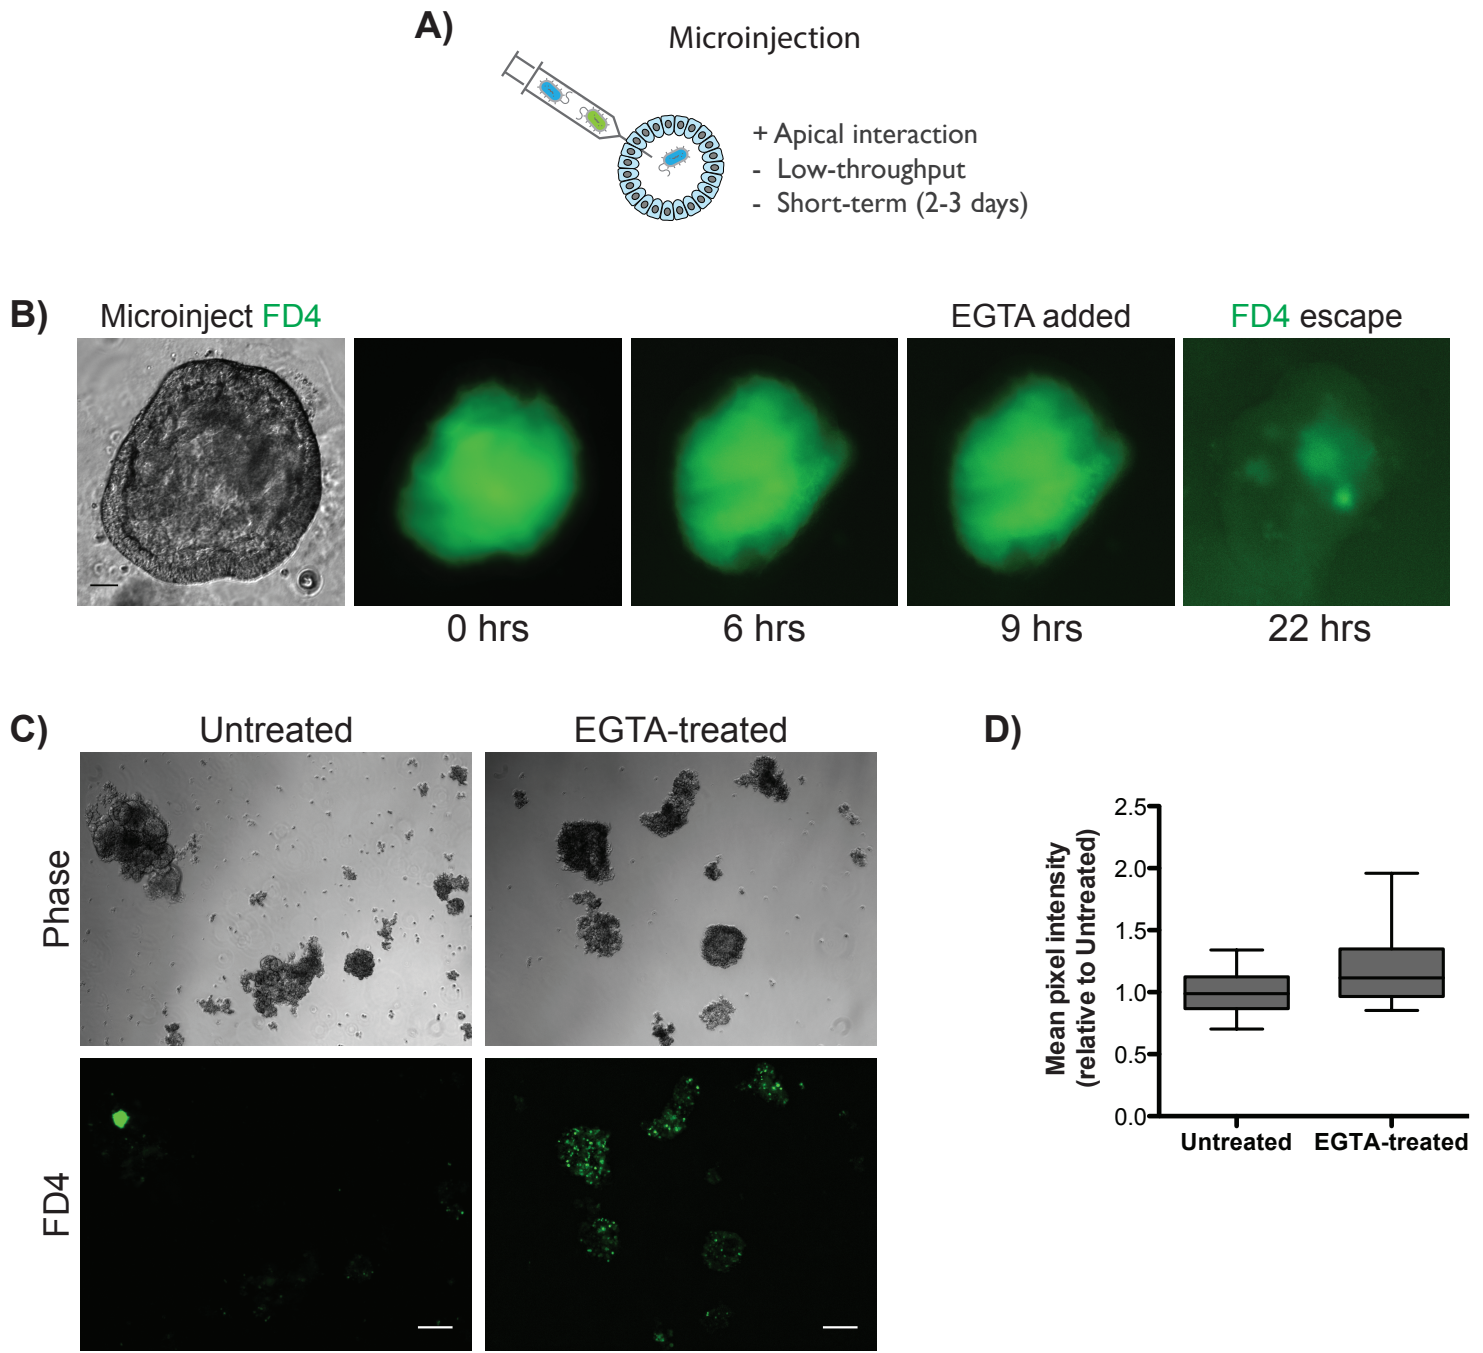 A)
Microinjection
+ Apical interaction
- Low-throughput
- Short-term (2-3 days)
B)
Microinject FD4
EGTA added
FD4 escape
0 hrs
6 hrs
9 hrs
22 hrs
C)
Untreated
EGTA-treated
Phase
FD4
D)
Mean pixel intensity
(relative to Untreated)
2.5
2.0
1.5
1.0
0.5
0.0
Untreated
EGTA-treated